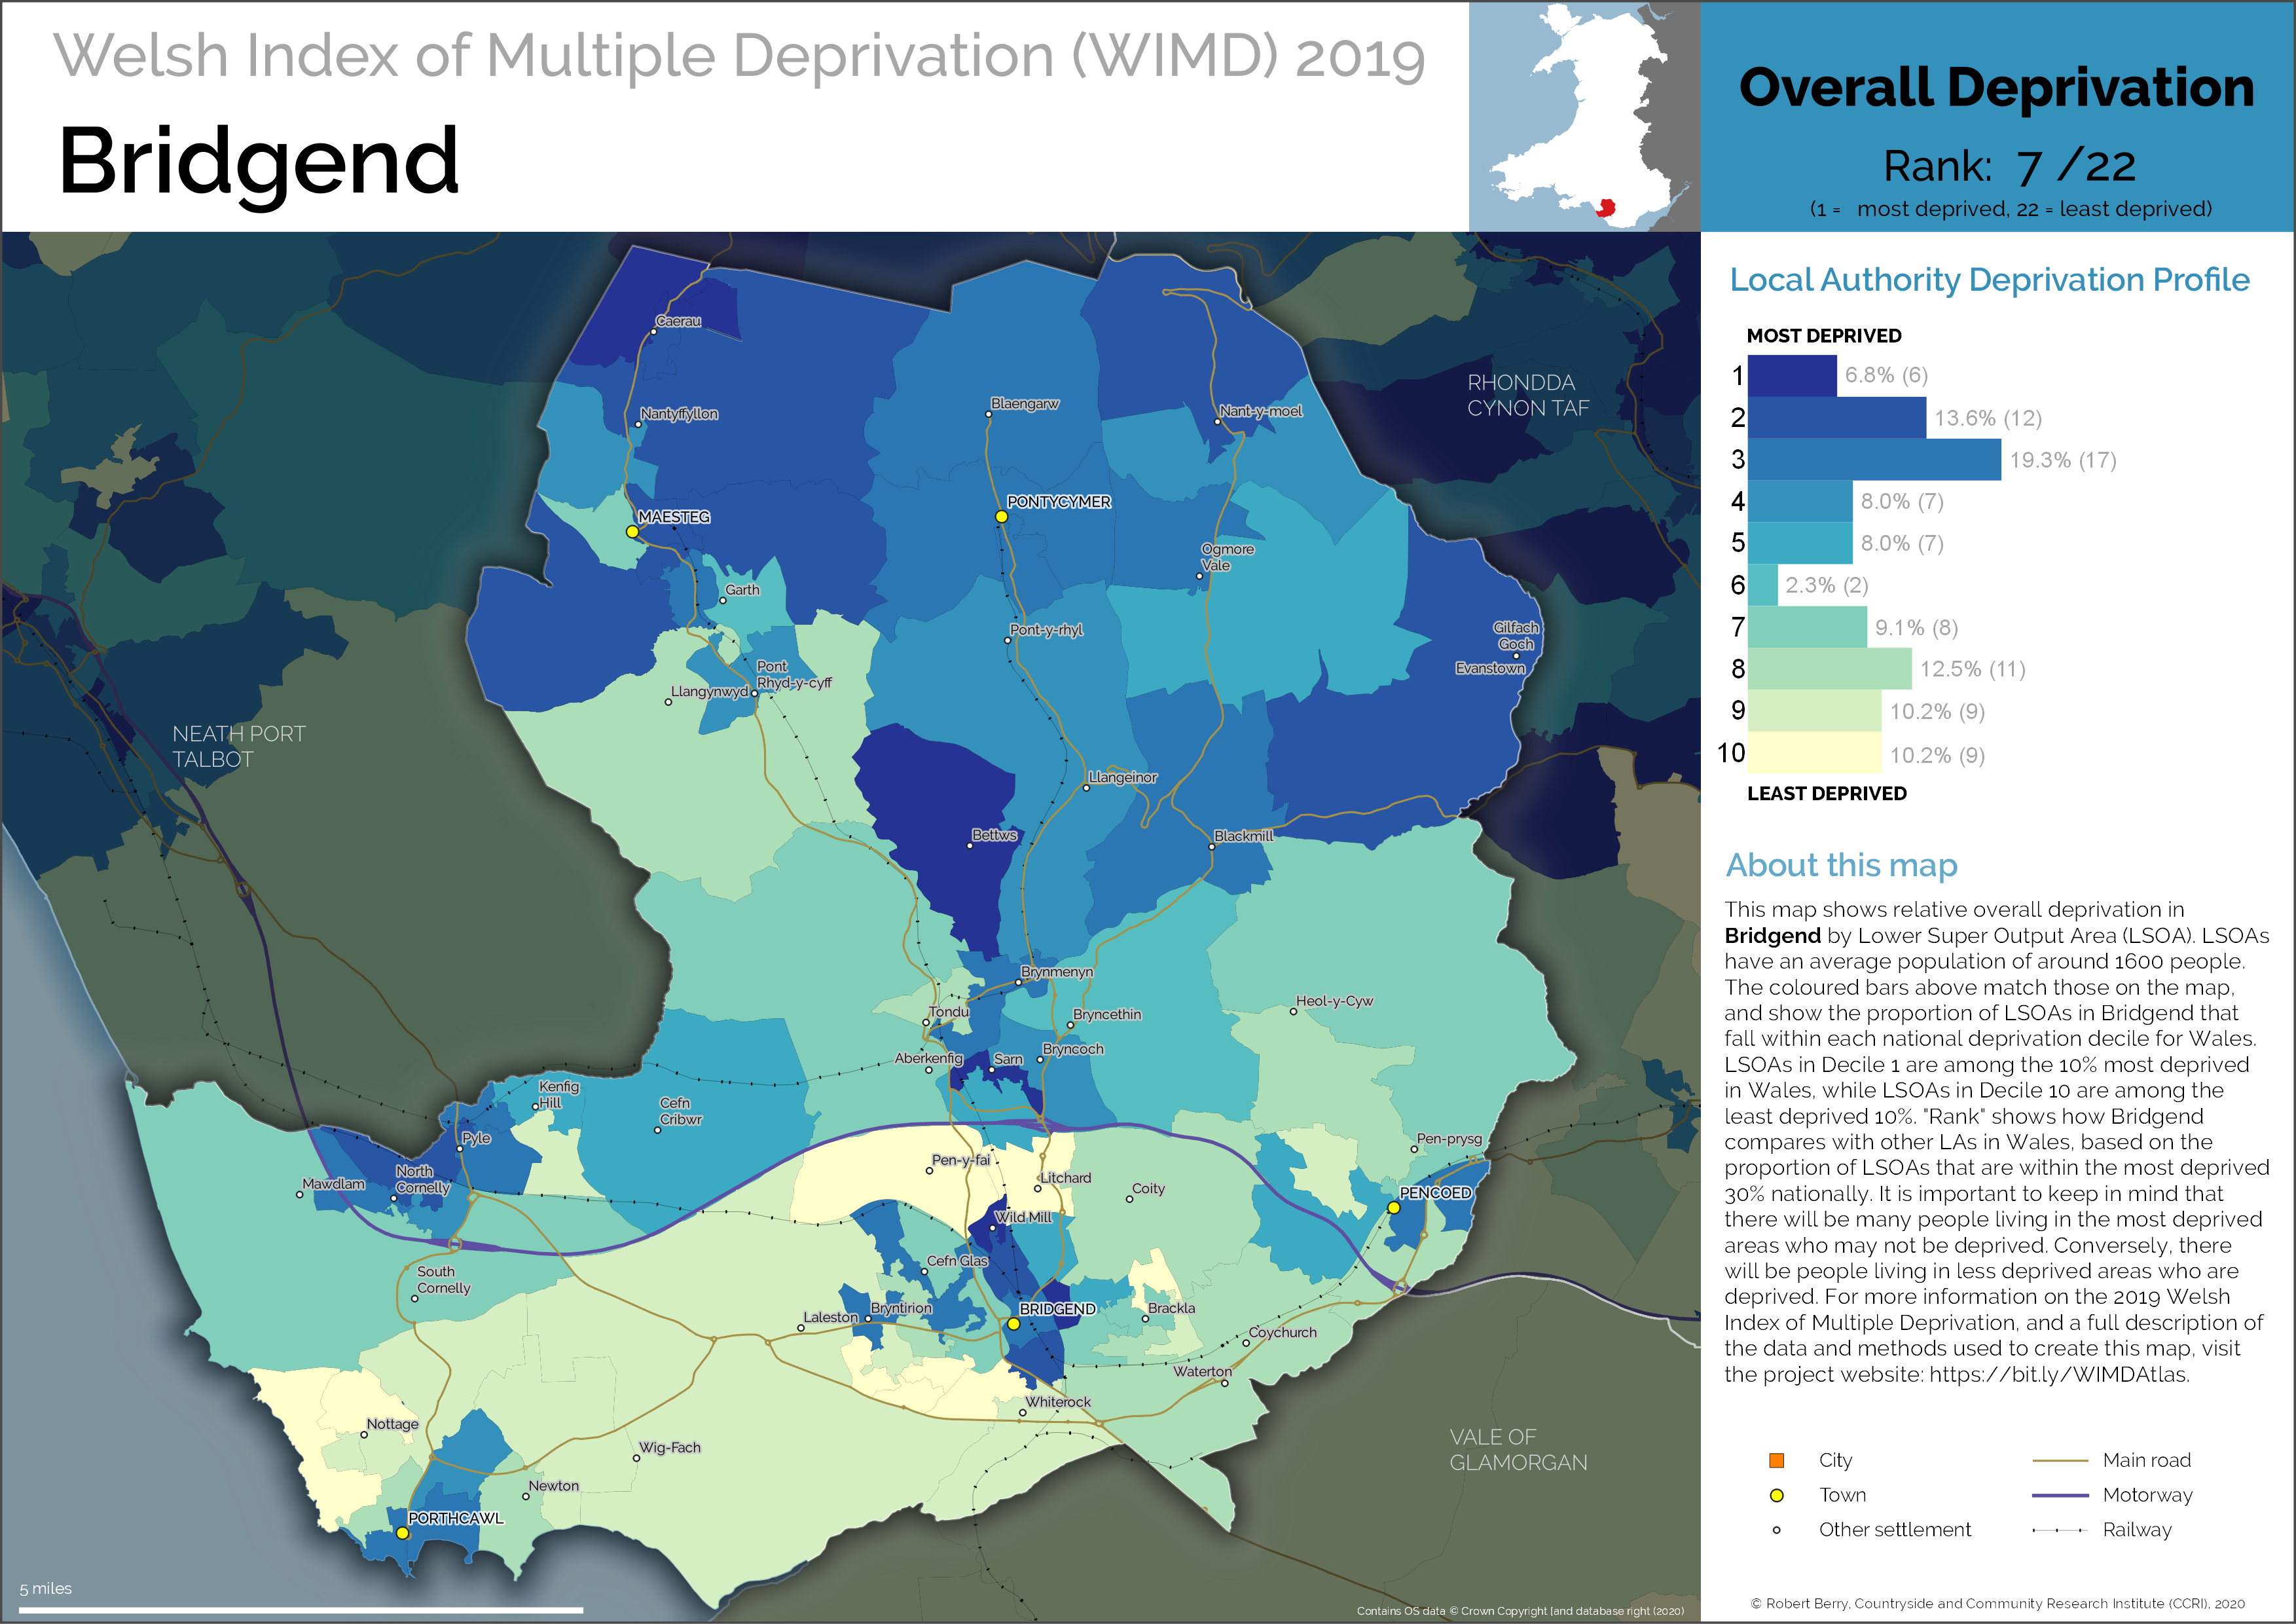 Welsh Index of Multiple Deprivation (WIMD) 2019
Bridgend
Overall Deprivation
Rank: 7 /22
(1 = most deprived, 22 = least deprived)
Local Authority Deprivation Profile
MOST DEPRIVED
1 6.8% (6)
2 13.6% (12)
3 19.3% (17)
4 8.0% (7)
5 8.0% (7)
6 2.3% (2)
7 9.1% (8)
8 12.5% (11)
9 10.2% (9)
10 10.2% (9)
LEAST DEPRIVED
About this map
This map shows relative overall deprivation in
Bridgend by Lower Super Output Area (LSOA). LSOAs
have an average population of around 1600 people.
The coloured bars above match those on the map,
and show the proportion of LSOAs in Bridgend that
fall within each national deprivation decile for Wales.
LSOAs in Decile 1 are among the 10% most deprived
in Wales, while LSOAs in Decile 10 are among the
least deprived 10%. "Rank" shows how Bridgend
compares with other LAs in Wales, based on the
proportion of LSOAs that are within the most deprived
30% nationally. It is important to keep in mind that
there will be many people living in the most deprived
areas who may not be deprived. Conversely, there
will be people living in less deprived areas who are
deprived. For more information on the 2019 Welsh
Index of Multiple Deprivation, and a full description of
the data and methods used to create this map, visit
the project website: https://bit.ly/WIMDAtlas.
City
Main road
Town
Motorway
Other settlement
Railway
© Robert Berry, Countryside and Community Research Institute (CCRI), 2020
Caerau
RHONDDA
CYNON TAF
Nantyffyllon
Blaengarw
Nant-y-moel
MAESTEG
PONTYCYMER
Ogmore
Vale
Garth
Pont-y-rhyl
Gilfach
Goch
Evanstown
Pont
Rhyd-y-cyff
Llangynwyd
NEATH PORT
TALBOT
Llangeinor
Bettws
Blackmill
Brynmenyn
Heol-y-Cyw
Tondu
Bryncethin
Aberkenfig
Sarn
Bryncoch
Kenfig
Hill
Cefn
Cribwr
Pyle
Pen-prysg
Pen-y-fai
North
Cornelly
Mawdlam
Litchard
Coity
PENCOED
Wild Mill
Cefn Glas
South
Cornelly
Laleston
Bryntirion
BRIDGEND
Brackla
Coychurch
Waterton
Whiterock
Nottage
Wig-Fach
VALE OF
GLAMORGAN
Newton
PORTHCAWL
5 miles
Contains OS data © Crown Copyright [and database right (2020)